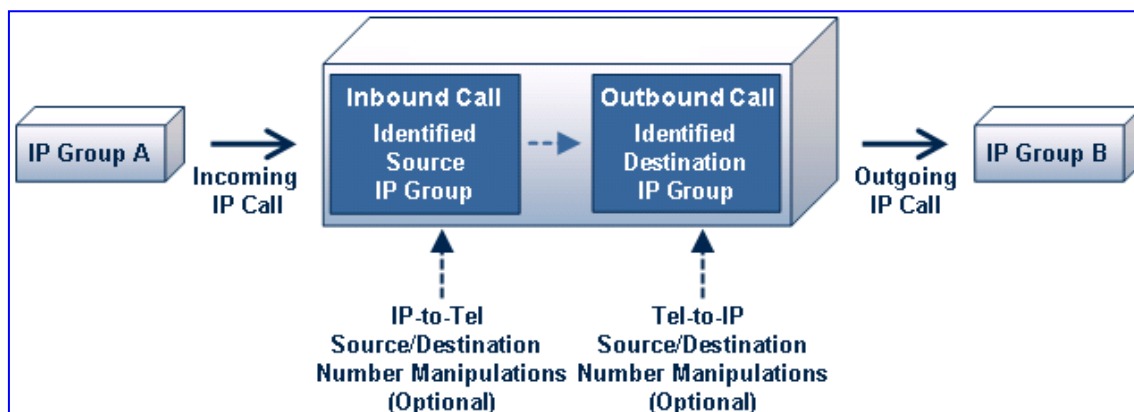 IP Group A
Incoming
IP Call
Inbound Call
Identified
Source
IP Group
Outbound Call
Identified
Destination
IP Group
Outgoing
IP Call
IP Group B
IP-to-Tel
Source/Destination
Number Manipulations
(Optional)
Tel-to-IP
Source/Destination
Number Manipulations
(Optional)